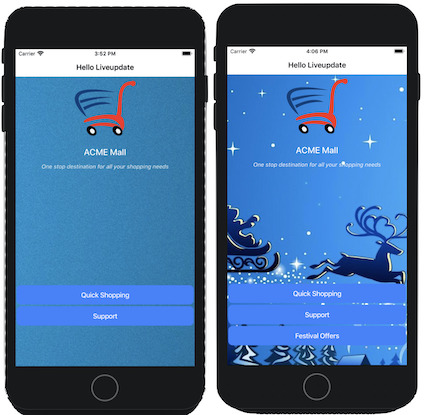 Carrier 3:52 PM
Hello Liveupdate
ACME Mall
One stop destination for all your shopping needs
Quick Shopping
Support
Carrier 4:06 PM
Hello Liveupdate
ACME Mall
One stop destination for all your shopping needs
Quick Shopping
Support
Festival Offers